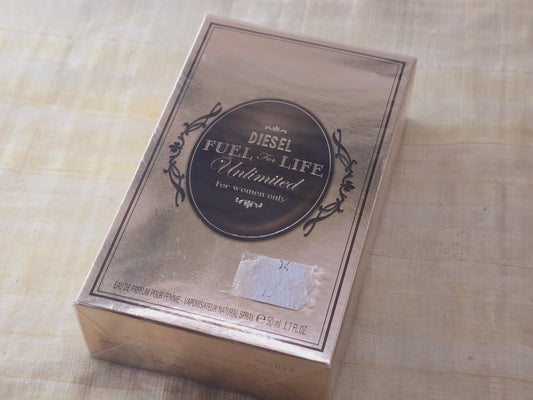 DIESEL
FUEL For LIFE
Unlimited
for women only
EAU DE PARFUM POUR FEMME - VAPORISATEUR NATURAL SPRAY ℮ 50 ml 1.7 FL.OZ.